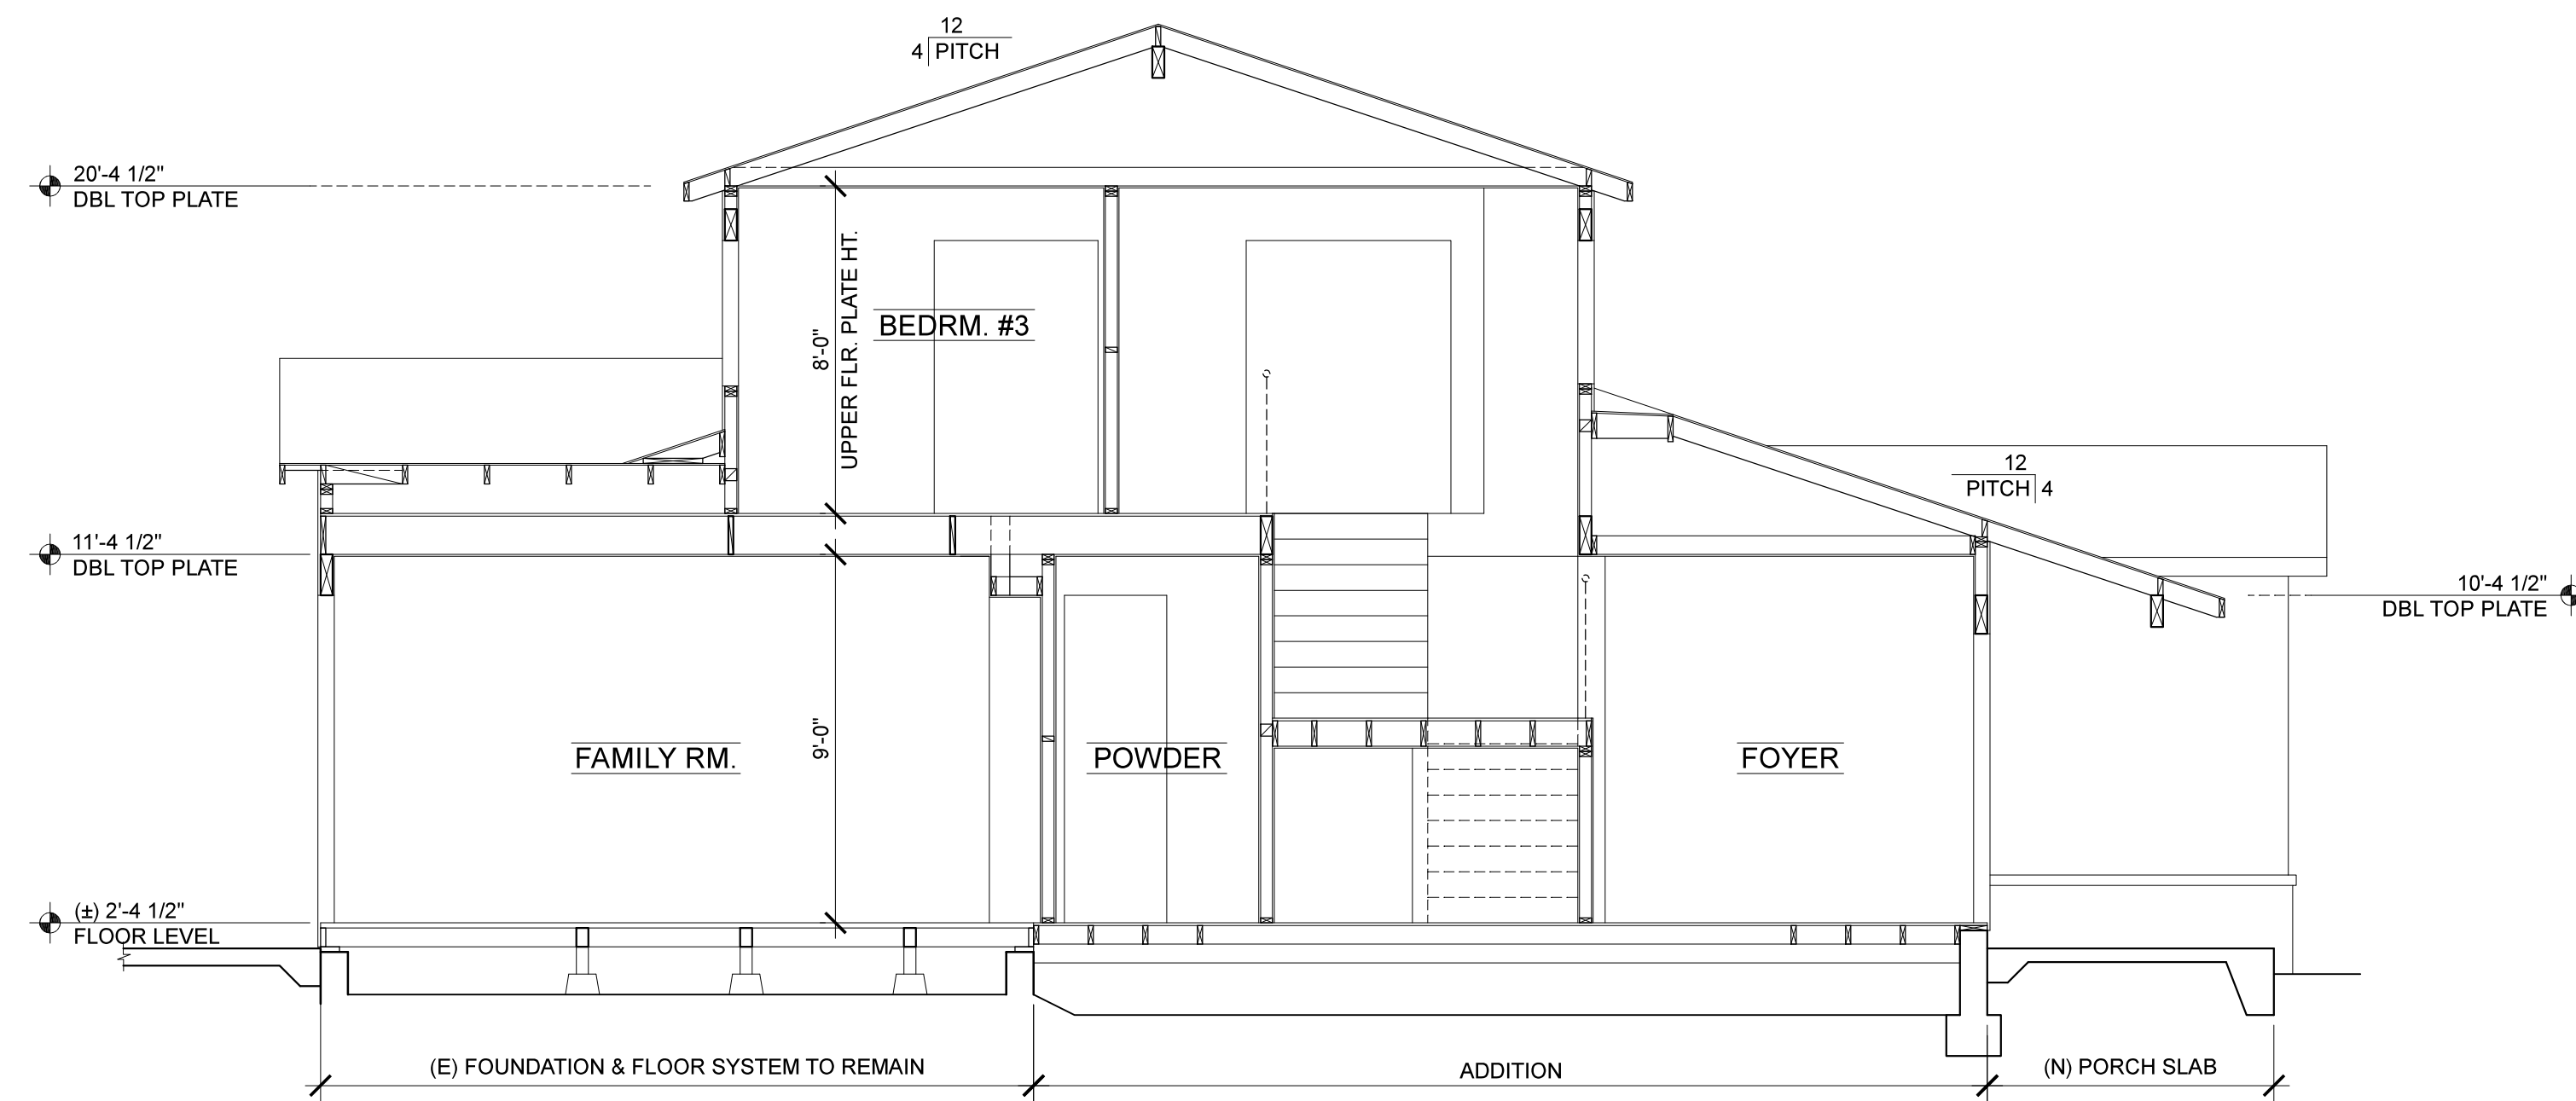 12
4 PITCH
20'-4 1/2"
DBL TOP PLATE
8'-0"
UPPER FLR. PLATE HT.
BEDRM. #3
12
PITCH 4
11'-4 1/2"
DBL TOP PLATE
10'-4 1/2"
DBL TOP PLATE
9'-0"
FAMILY RM.
POWDER
FOYER
(±) 2'-4 1/2"
FLOOR LEVEL
(E) FOUNDATION & FLOOR SYSTEM TO REMAIN
ADDITION
(N) PORCH SLAB